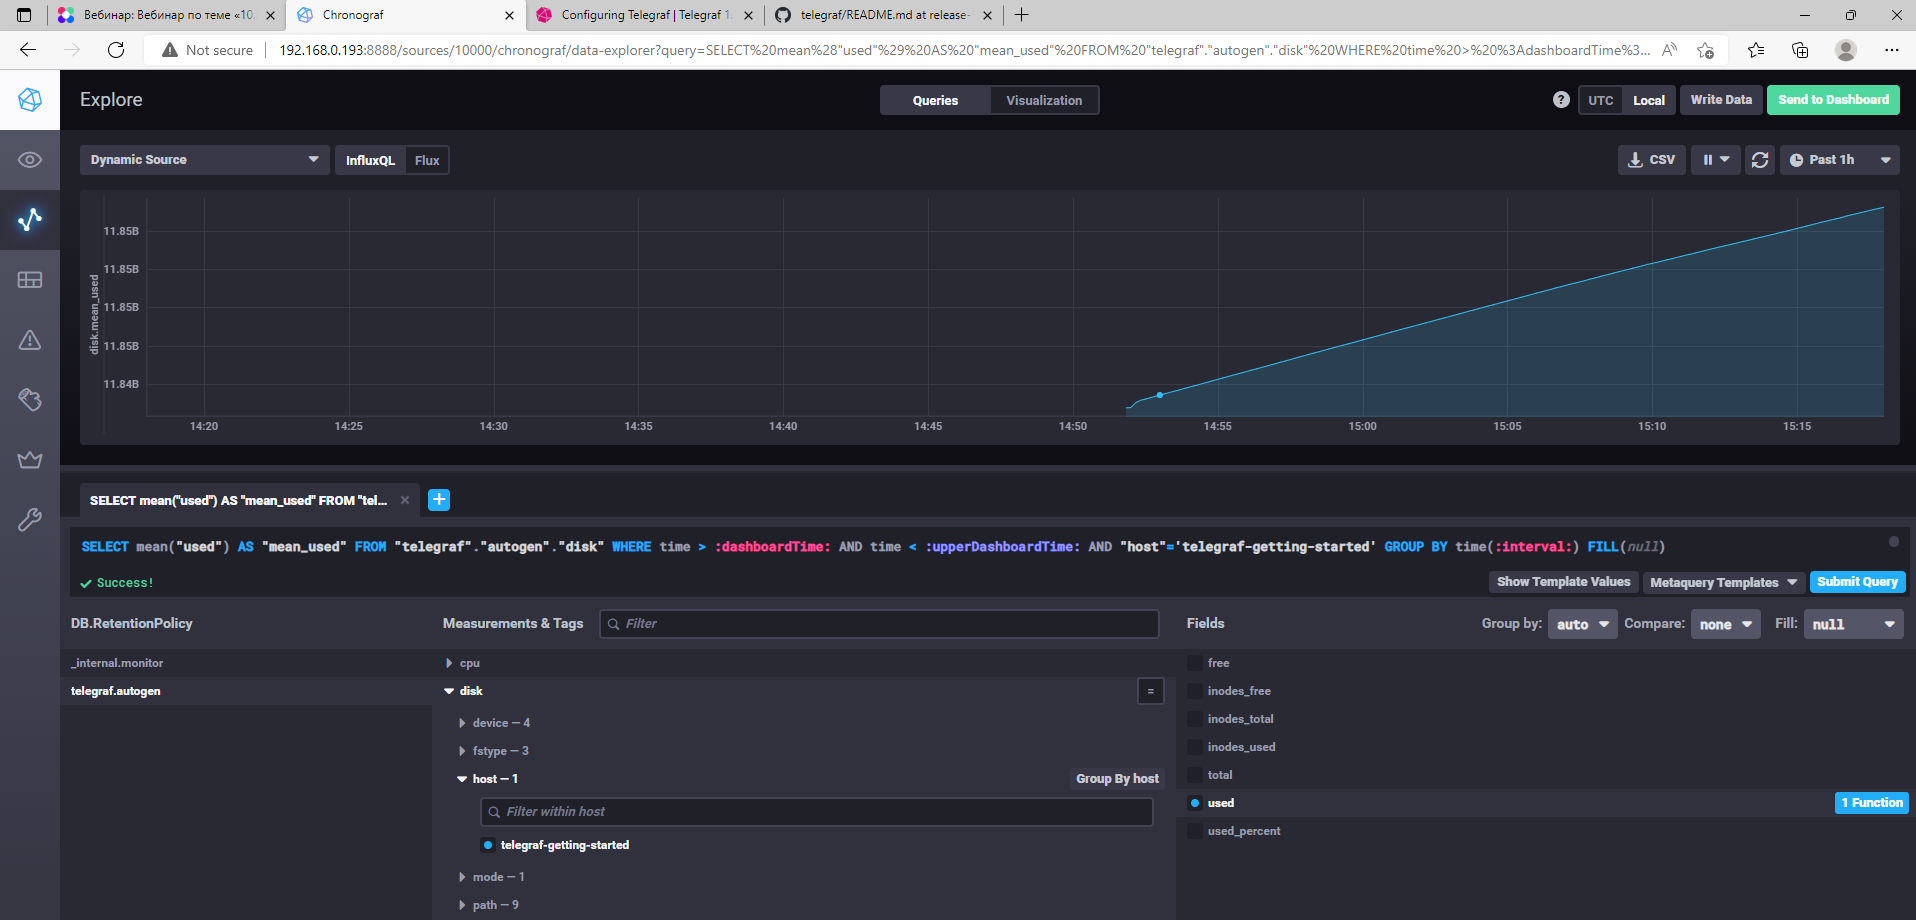 Вебинар: Вебинар по теме «10.
Chronograf
Configuring Telegraf | Telegraf 1.
telegraf/README.md at release-
Not secure
192.168.0.193:8888/sources/10000/chronograf/data-explorer?query=SELECT%20mean%28"used"%29%20AS%20"mean_used"%20FROM%20"telegraf"."autogen"."disk"%20WHERE%20time%20>%20%3AdashboardTime%3...
Explore
Queries
Visualization
?
UTC
Local
Write Data
Send to Dashboard
Dynamic Source
InfluxQL
Flux
CSV
Past 1h
disk.mean_used
11.85B
11.85B
11.85B
11.85B
11.84B
14:20
14:25
14:30
14:35
14:40
14:45
14:50
14:55
15:00
15:05
15:10
15:15
SELECT mean("used") AS "mean_used" FROM "tel...
SELECT mean("used") AS "mean_used" FROM "telegraf"."autogen"."disk" WHERE time > :dashboardTime: AND time < :upperDashboardTime: AND "host"='telegraf-getting-started' GROUP BY time(:interval:) FILL(null)
Success!
Show Template Values
Metaquery Templates
Submit Query
DB.RetentionPolicy
Measurements & Tags
Filter
Fields
Group by:
auto
Compare:
none
Fill:
null
_internal.monitor
telegraf.autogen
cpu
disk
=
device — 4
fstype — 3
host — 1
Group By host
Filter within host
telegraf-getting-started
mode — 1
path — 9
free
inodes_free
inodes_total
inodes_used
total
used
1 Function
used_percent